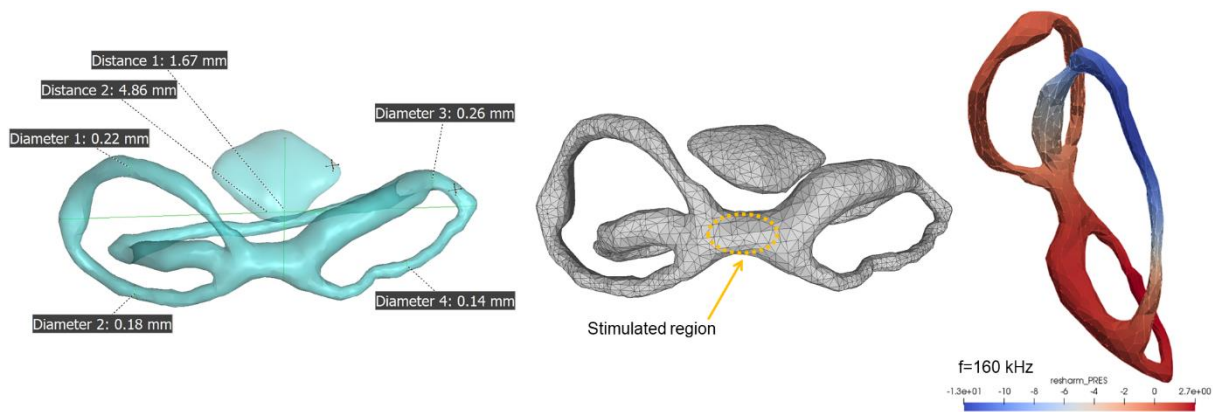 Distance 1: 1.67 mm
Distance 2: 4.86 mm
Diameter 1: 0.22 mm
Diameter 3: 0.26 mm
Diameter 2: 0.18 mm
Diameter 4: 0.14 mm
Stimulated region
f=160 kHz
resharm_PRES
-1.3e+01 -10 -8 -6 -4 -2 0 2.7e+00